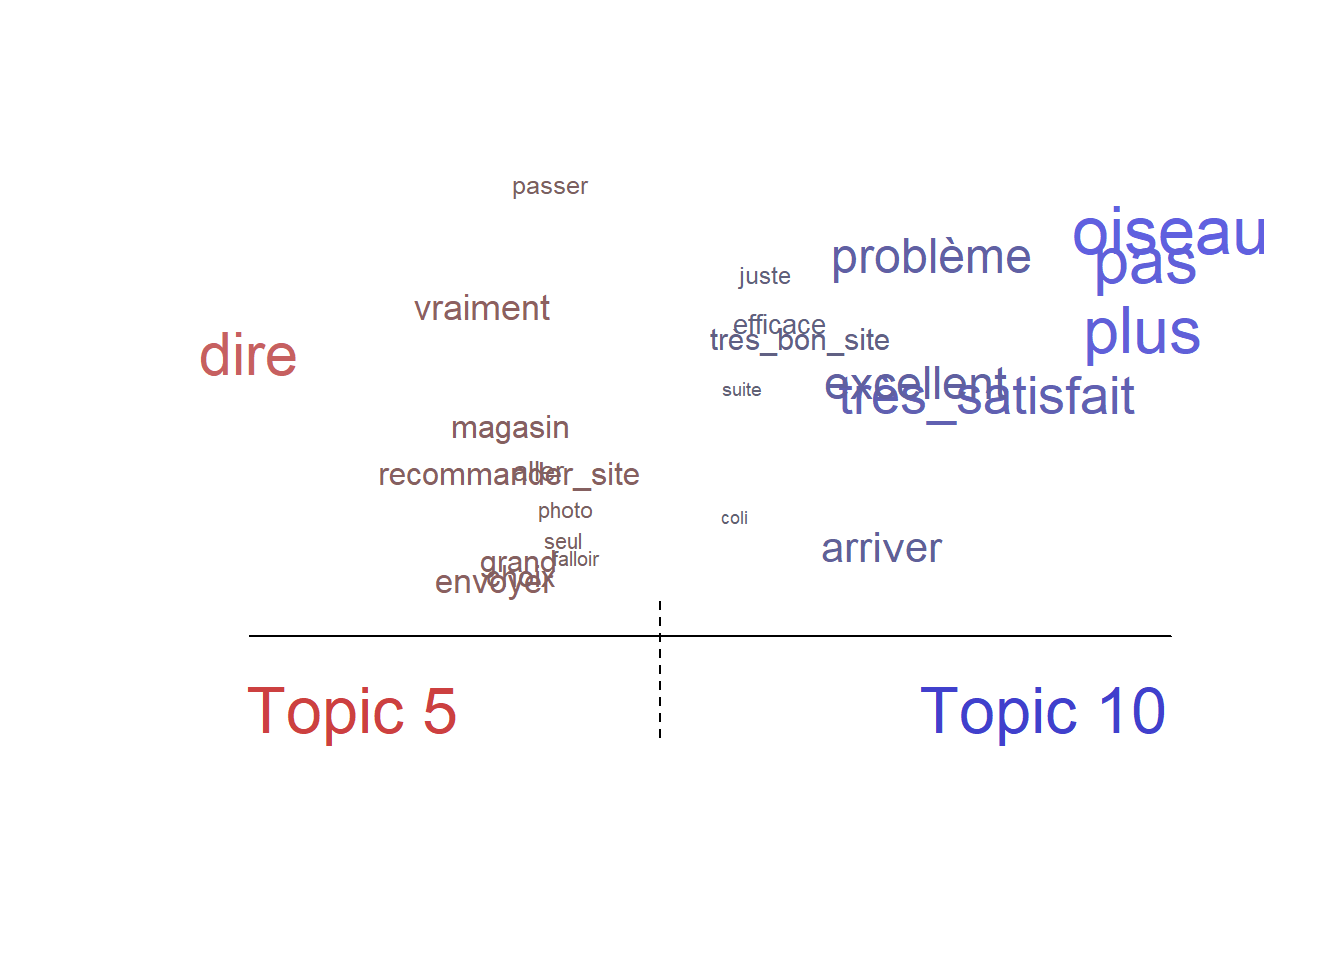 passer
oiseau
problème
pas
juste
vraiment
efficace
plus
très_bon_site
dire
excellent
suite
très_satisfait
magasin
aller
recommander_site
photo
coli
seul
arriver
falloir
grand
choix
envoyer
Topic 5
Topic 10